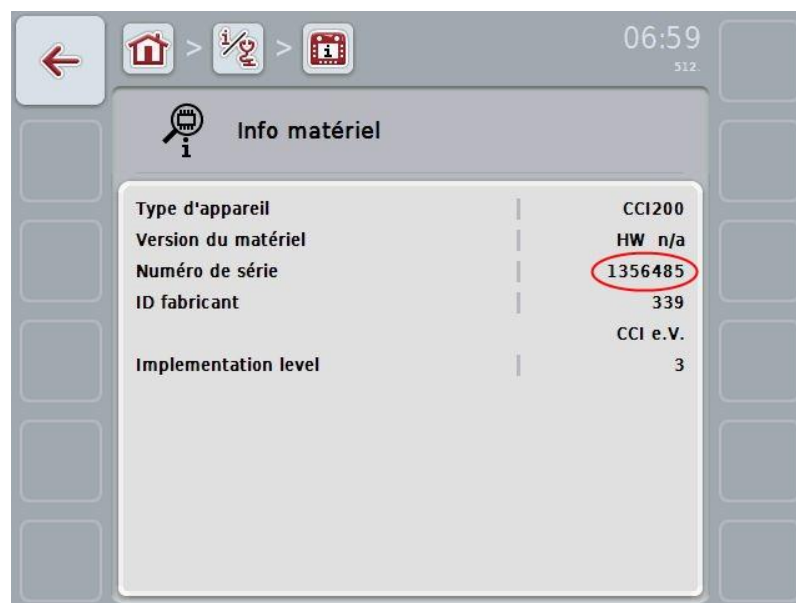 06:59
512.
Info matériel
Type d'appareil | CCI200
Version du matériel | HW n/a
Numéro de série | 1356485
ID fabricant | 339
CCI e.V.
Implementation level | 3